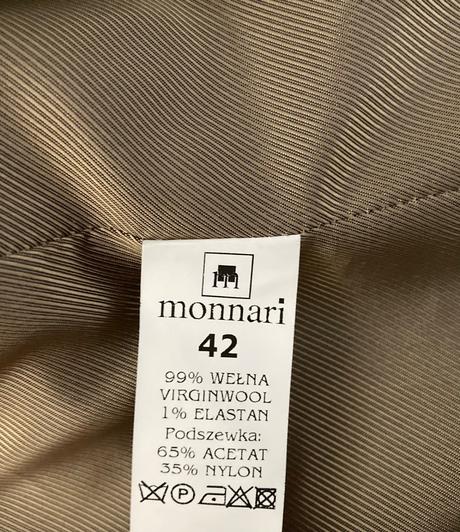 m
monnari
42
99% WEŁNA
VIRGINWOOL
1% ELASTAN
Podszewka:
65% ACETAT
35% NYLON
P